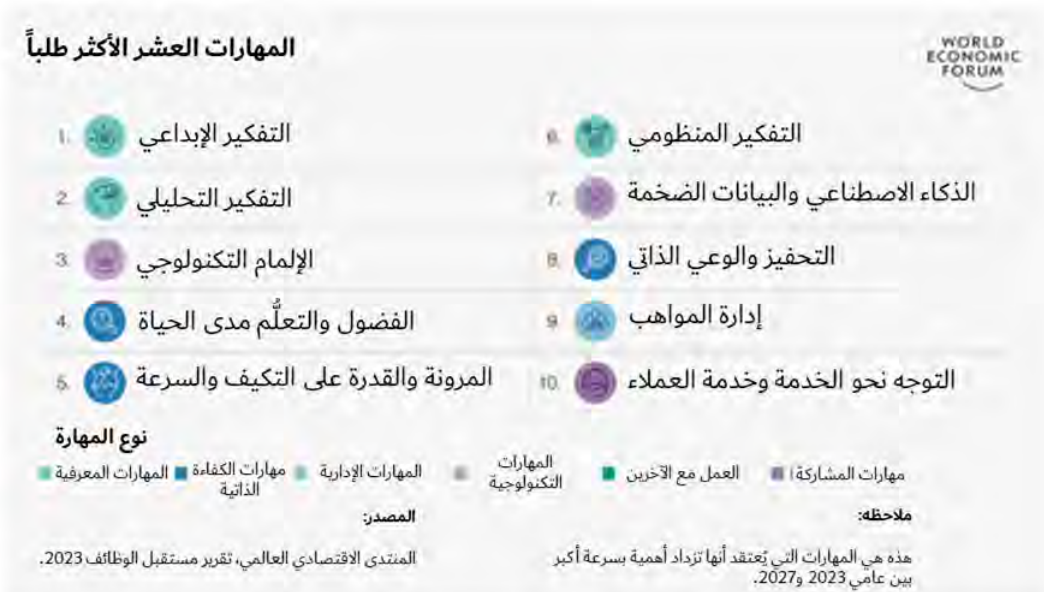 المهارات العشر الأكثر طلباً
WORLD
ECONOMIC
FORUM
1. التفكير الإبداعي
2. التفكير التحليلي
3. الإلمام التكنولوجي
4. الفضول والتعلُّم مدى الحياة
5. المرونة والقدرة على التكيف والسرعة
6. التفكير المنظومي
7. الذكاء الاصطناعي والبيانات الضخمة
8. التحفيز والوعي الذاتي
9. إدارة المواهب
10. التوجه نحو الخدمة وخدمة العملاء
نوع المهارة
المهارات المعرفية
مهارات الكفاءة
الذاتية
المهارات الإدارية
المهارات
التكنولوجية
العمل مع الآخرين
مهارات المشاركة
المصدر:
المنتدى الاقتصادي العالمي، تقرير مستقبل الوظائف 2023.
ملاحظه:
هذه هي المهارات التي يُعتقد أنها تزداد أهمية بسرعة أكبر
بين عامي 2023 و2027.